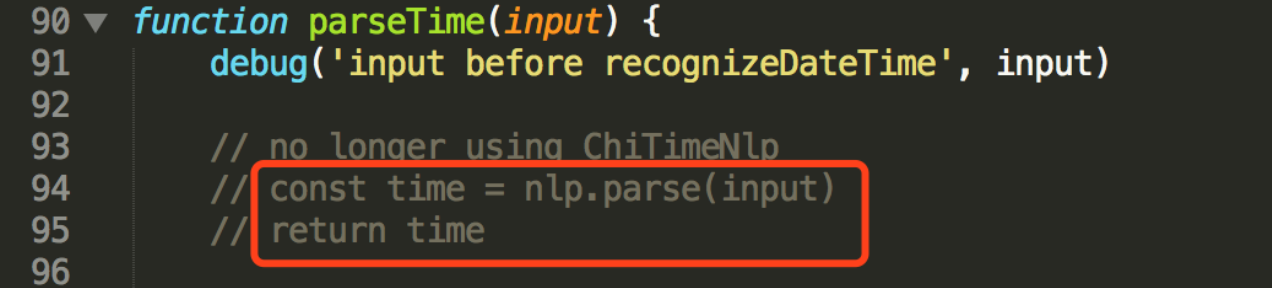 90 ▼ function parseTime(input) {
91 debug('input before recognizeDateTime', input)
92
93 // no longer using ChiTimeNlp
94 // const time = nlp.parse(input)
95 // return time
96